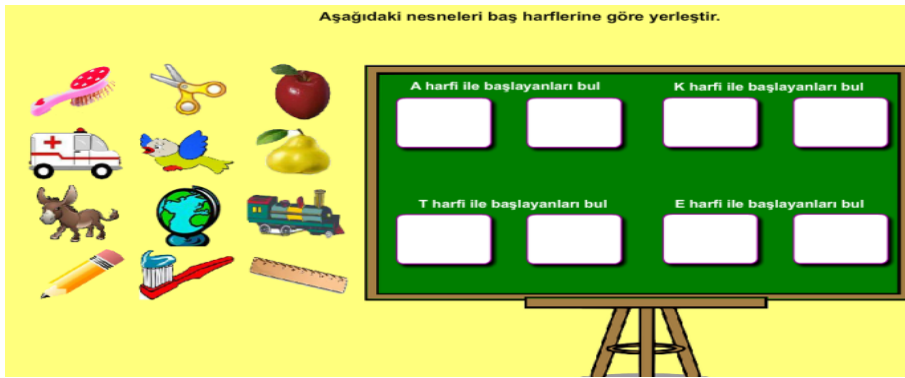 Aşağıdaki nesneleri baş harflerine göre yerleştir.
A harfi ile başlayanları bul
K harfi ile başlayanları bul
T harfi ile başlayanları bul
E harfi ile başlayanları bul